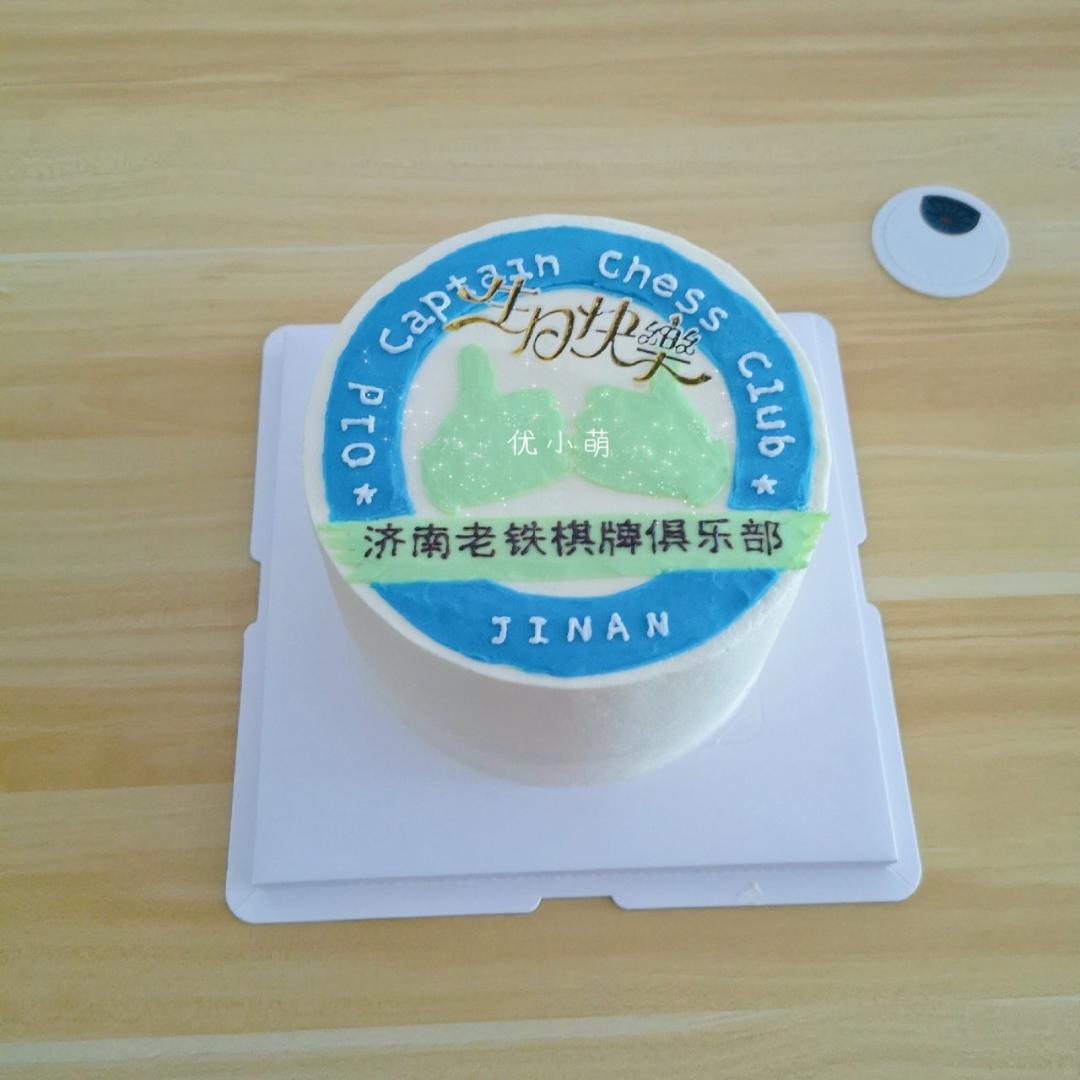 * Old Captain Chess Club *
生日快樂
优小萌
济南老铁棋牌俱乐部
JINAN